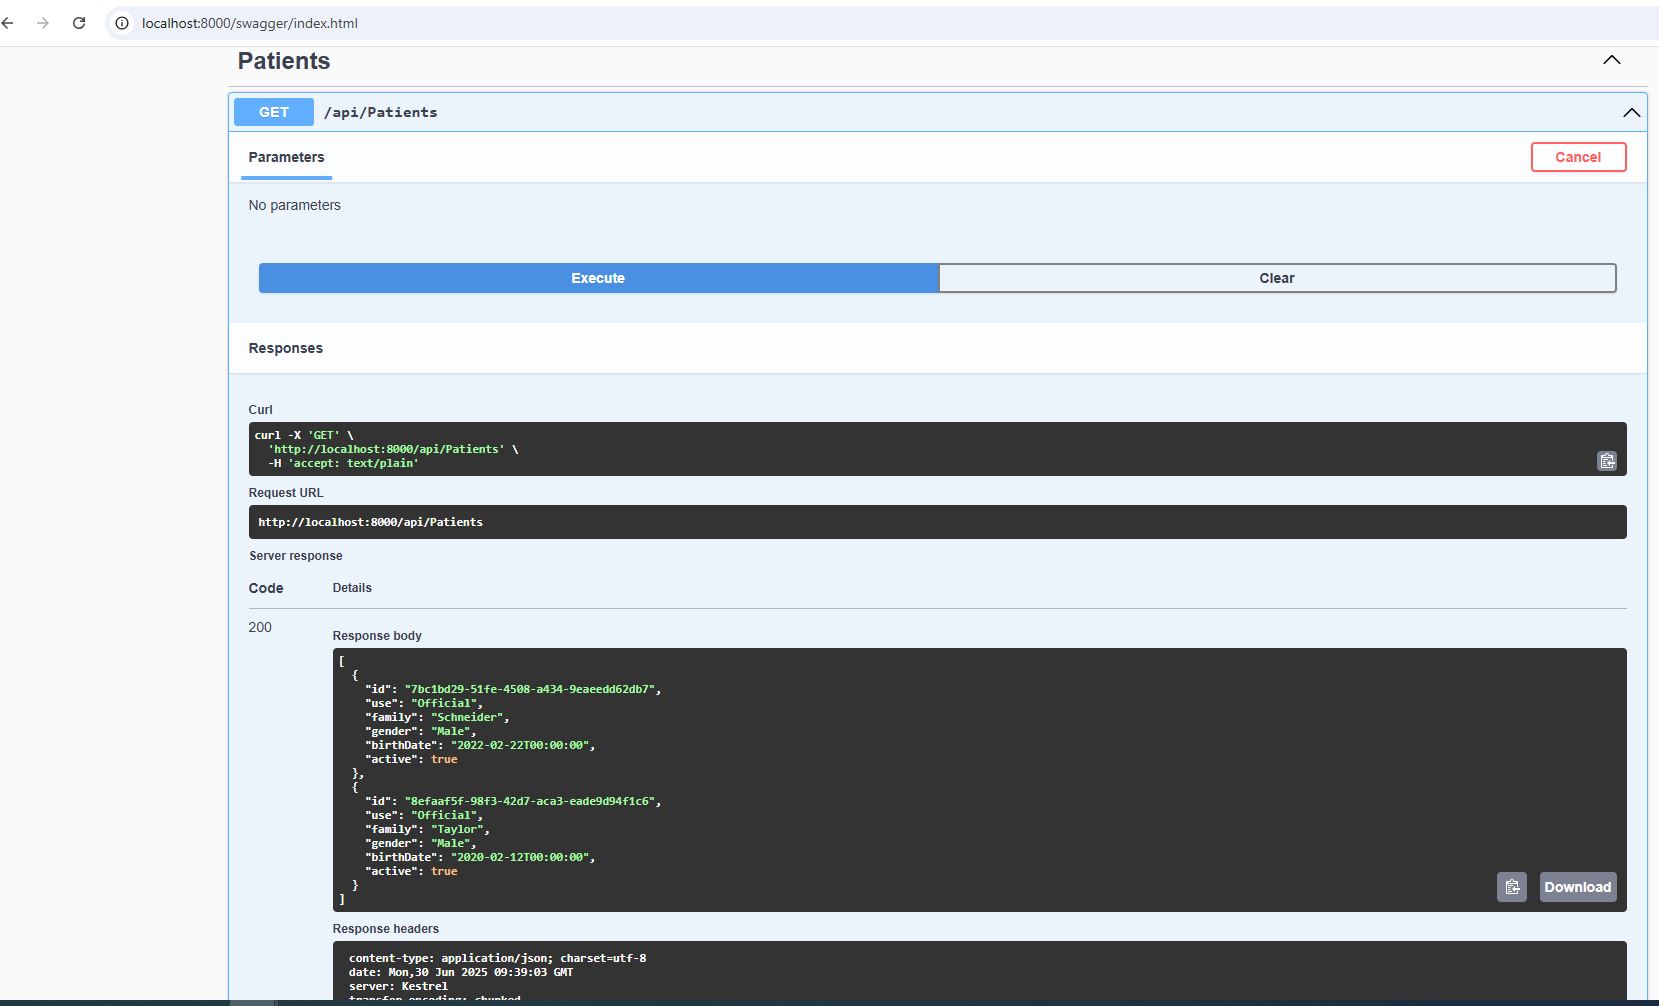 localhost:8000/swagger/index.html
Patients
GET /api/Patients
Parameters
Cancel
No parameters
Execute
Clear
Responses
Curl
curl -X 'GET' \
'http://localhost:8000/api/Patients' \
-H 'accept: text/plain'
Request URL
http://localhost:8000/api/Patients
Server response
Code Details
200
Response body
[
{
"id": "7bc1bd29-51fe-4508-a434-9eaeedd62db7",
"use": "Official",
"family": "Schneider",
"gender": "Male",
"birthDate": "2022-02-22T00:00:00",
"active": true
},
{
"id": "8efaaf5f-98f3-42d7-aca3-eade9d94f1c6",
"use": "Official",
"family": "Taylor",
"gender": "Male",
"birthDate": "2020-02-12T00:00:00",
"active": true
}
]
Download
Response headers
content-type: application/json; charset=utf-8
date: Mon,30 Jun 2025 09:39:03 GMT
server: Kestrel
transfer-encoding: chunked